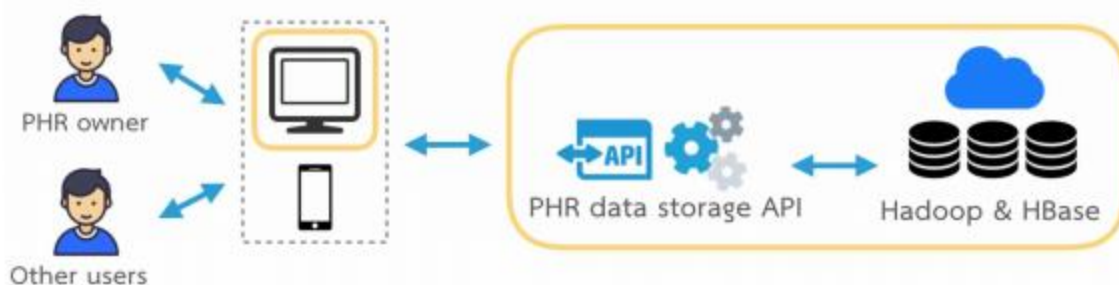 PHR owner
Other users
API
PHR data storage API
Hadoop & HBase